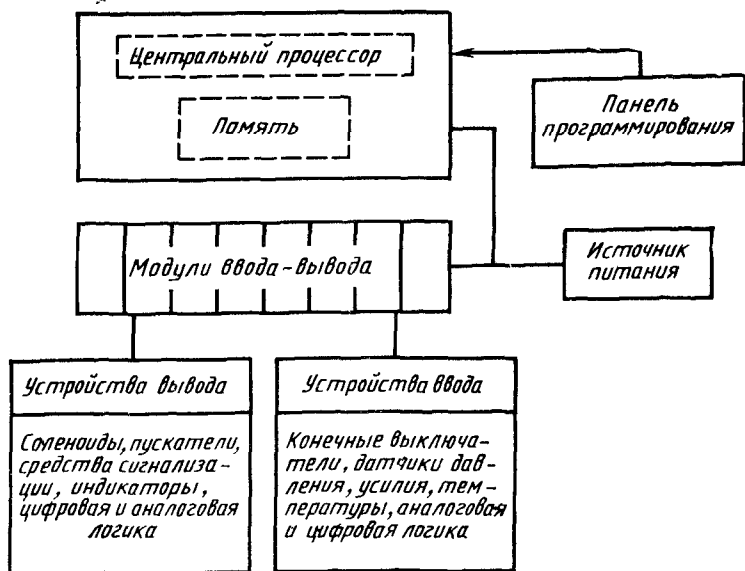 Центральный процессор
Память
Панель
программирования
Модули ввода-вывода
Источник
питания
Устройства вывода
Соленоиды, пускатели,
средства сигнализа-
ции, индикаторы,
цифровая и аналоговая
логика
Устройства ввода
Конечные выключа-
тели, датчики дав-
ления, усилия, тем-
пературы, аналоговая
и цифровая логика